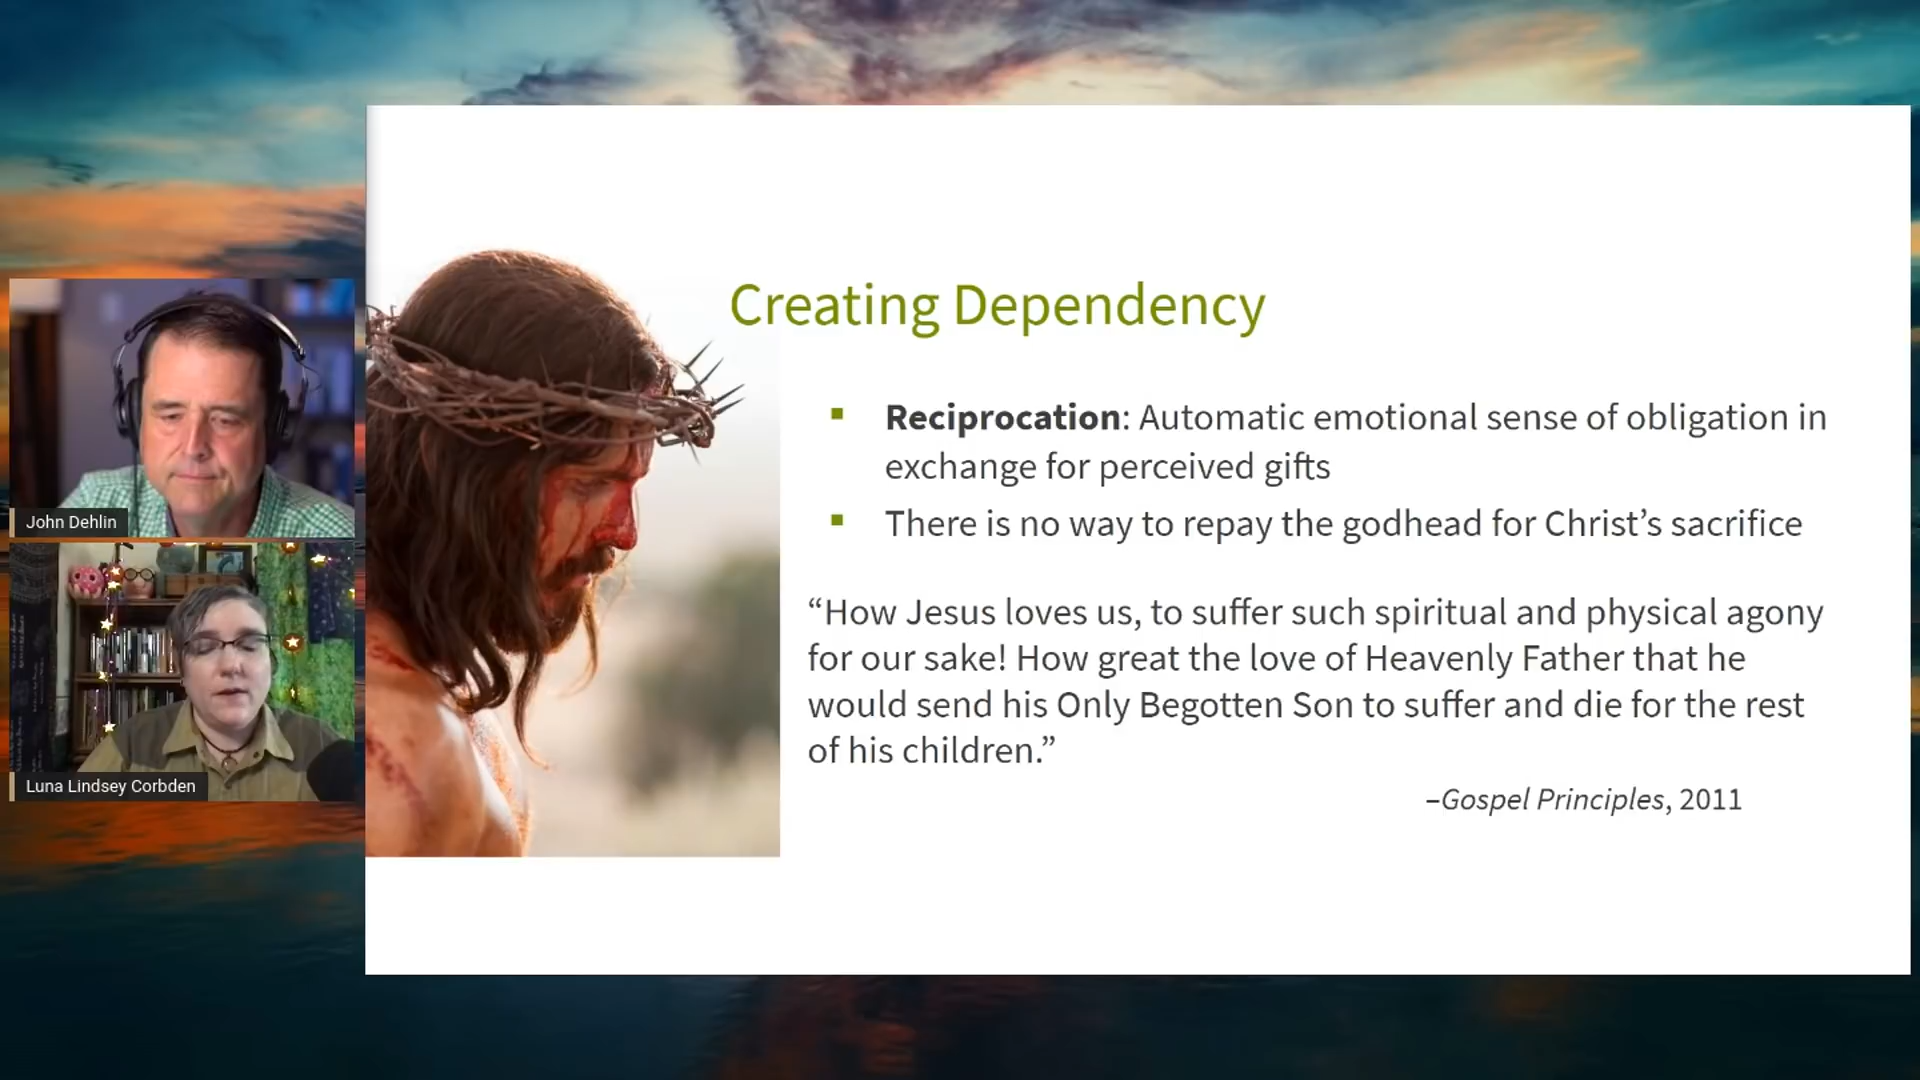 John Dehlin
Luna Lindsey Corbden
Creating Dependency
▪ Reciprocation: Automatic emotional sense of obligation in
exchange for perceived gifts
▪ There is no way to repay the godhead for Christ’s sacrifice
“How Jesus loves us, to suffer such spiritual and physical agony
for our sake! How great the love of Heavenly Father that he
would send his Only Begotten Son to suffer and die for the rest
of his children.”
–Gospel Principles, 2011